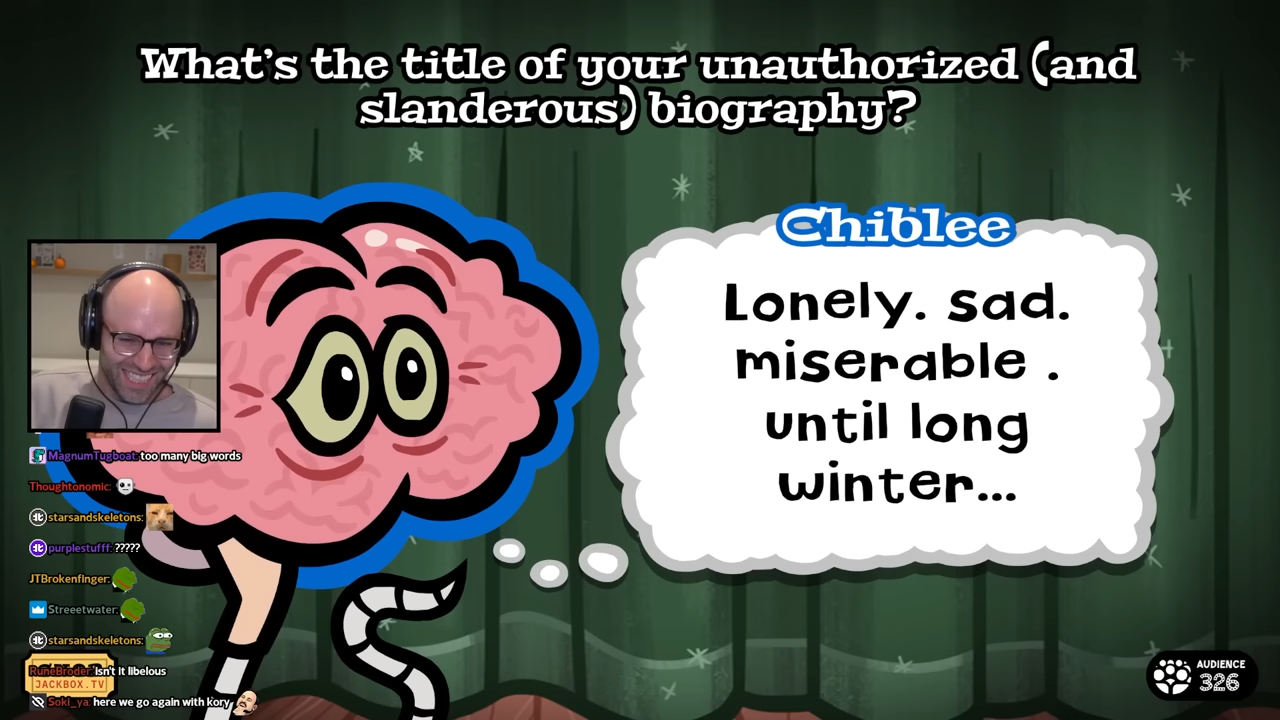 What's the title of your unauthorized (and
slanderous) biography?
Chiblee
Lonely. sad.
miserable .
until long
winter...
MagnumTugboat: too many big words
Thoughtonomic:
starsandskeletons:
purplestufff: ?????
JTBrokenfinger:
Streeetwater:
starsandskeletons:
RuneBroder: isn't it libelous
JACKBOX.TV
Soki_ya: here we go again with kory
AUDIENCE
326